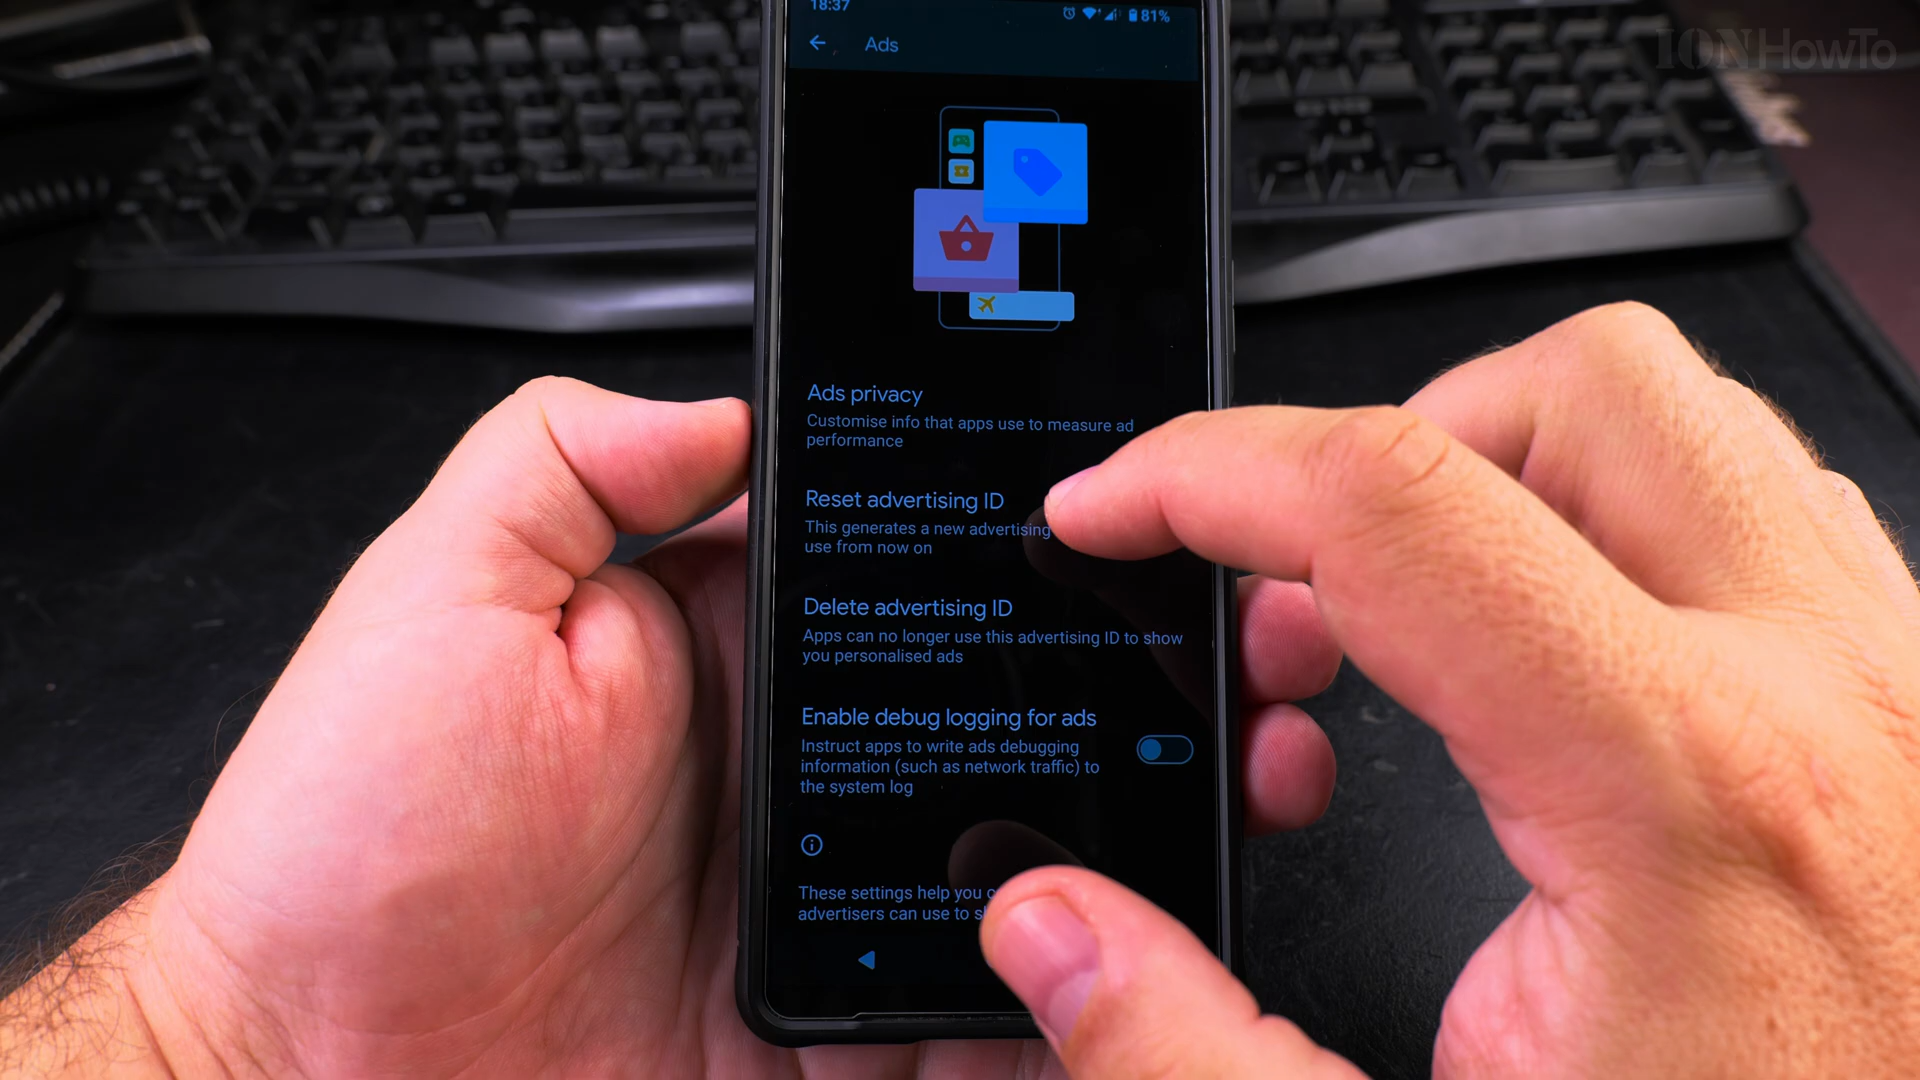 18:37
81%
IONHowTo
Ads
Ads privacy
Customise info that apps use to measure ad
performance
Reset advertising ID
This generates a new advertising
use from now on
Delete advertising ID
Apps can no longer use this advertising ID to show
you personalised ads
Enable debug logging for ads
Instruct apps to write ads debugging
information (such as network traffic) to
the system log
These settings help you
advertisers can use to